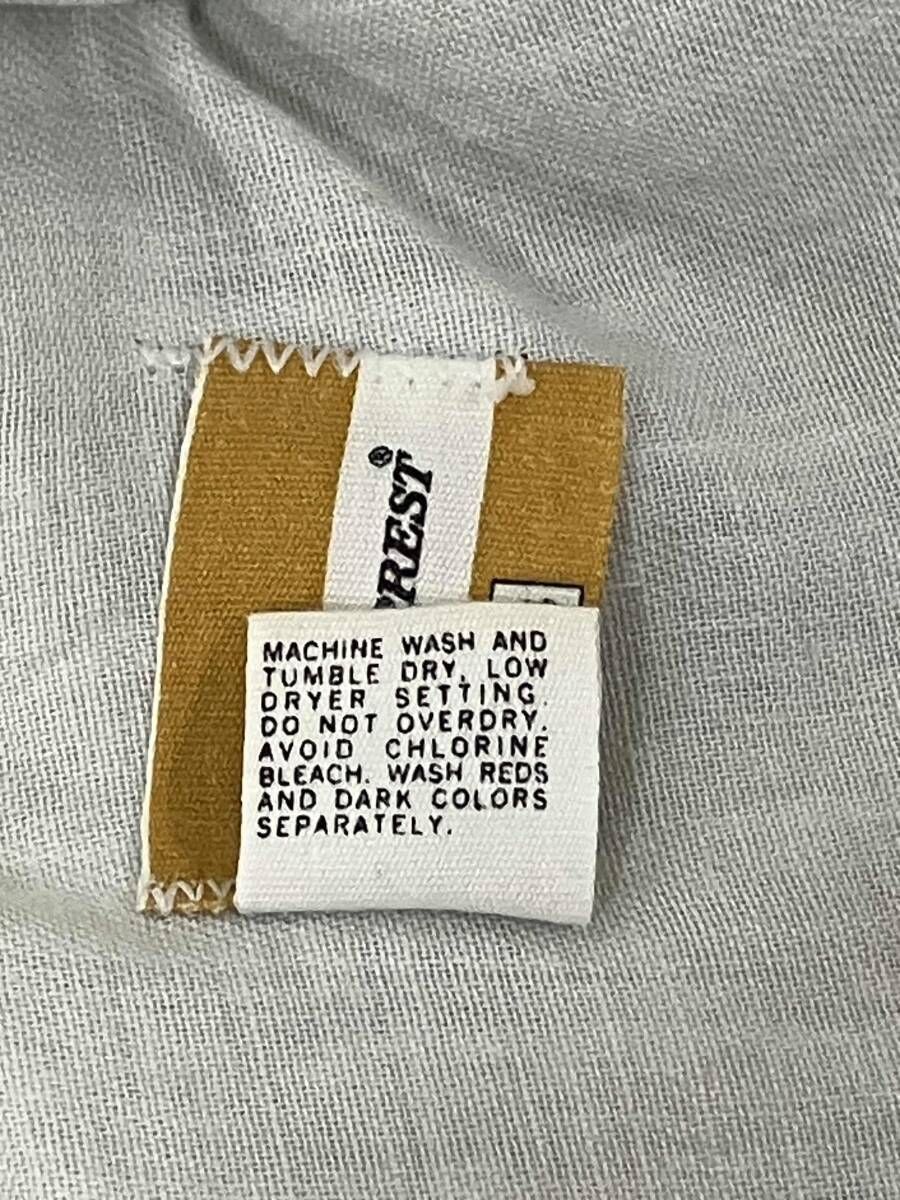 PREST®
MACHINE WASH AND
TUMBLE DRY, LOW
DRYER SETTING.
DO NOT OVERDRY.
AVOID CHLORINE
BLEACH. WASH REDS
AND DARK COLORS
SEPARATELY.